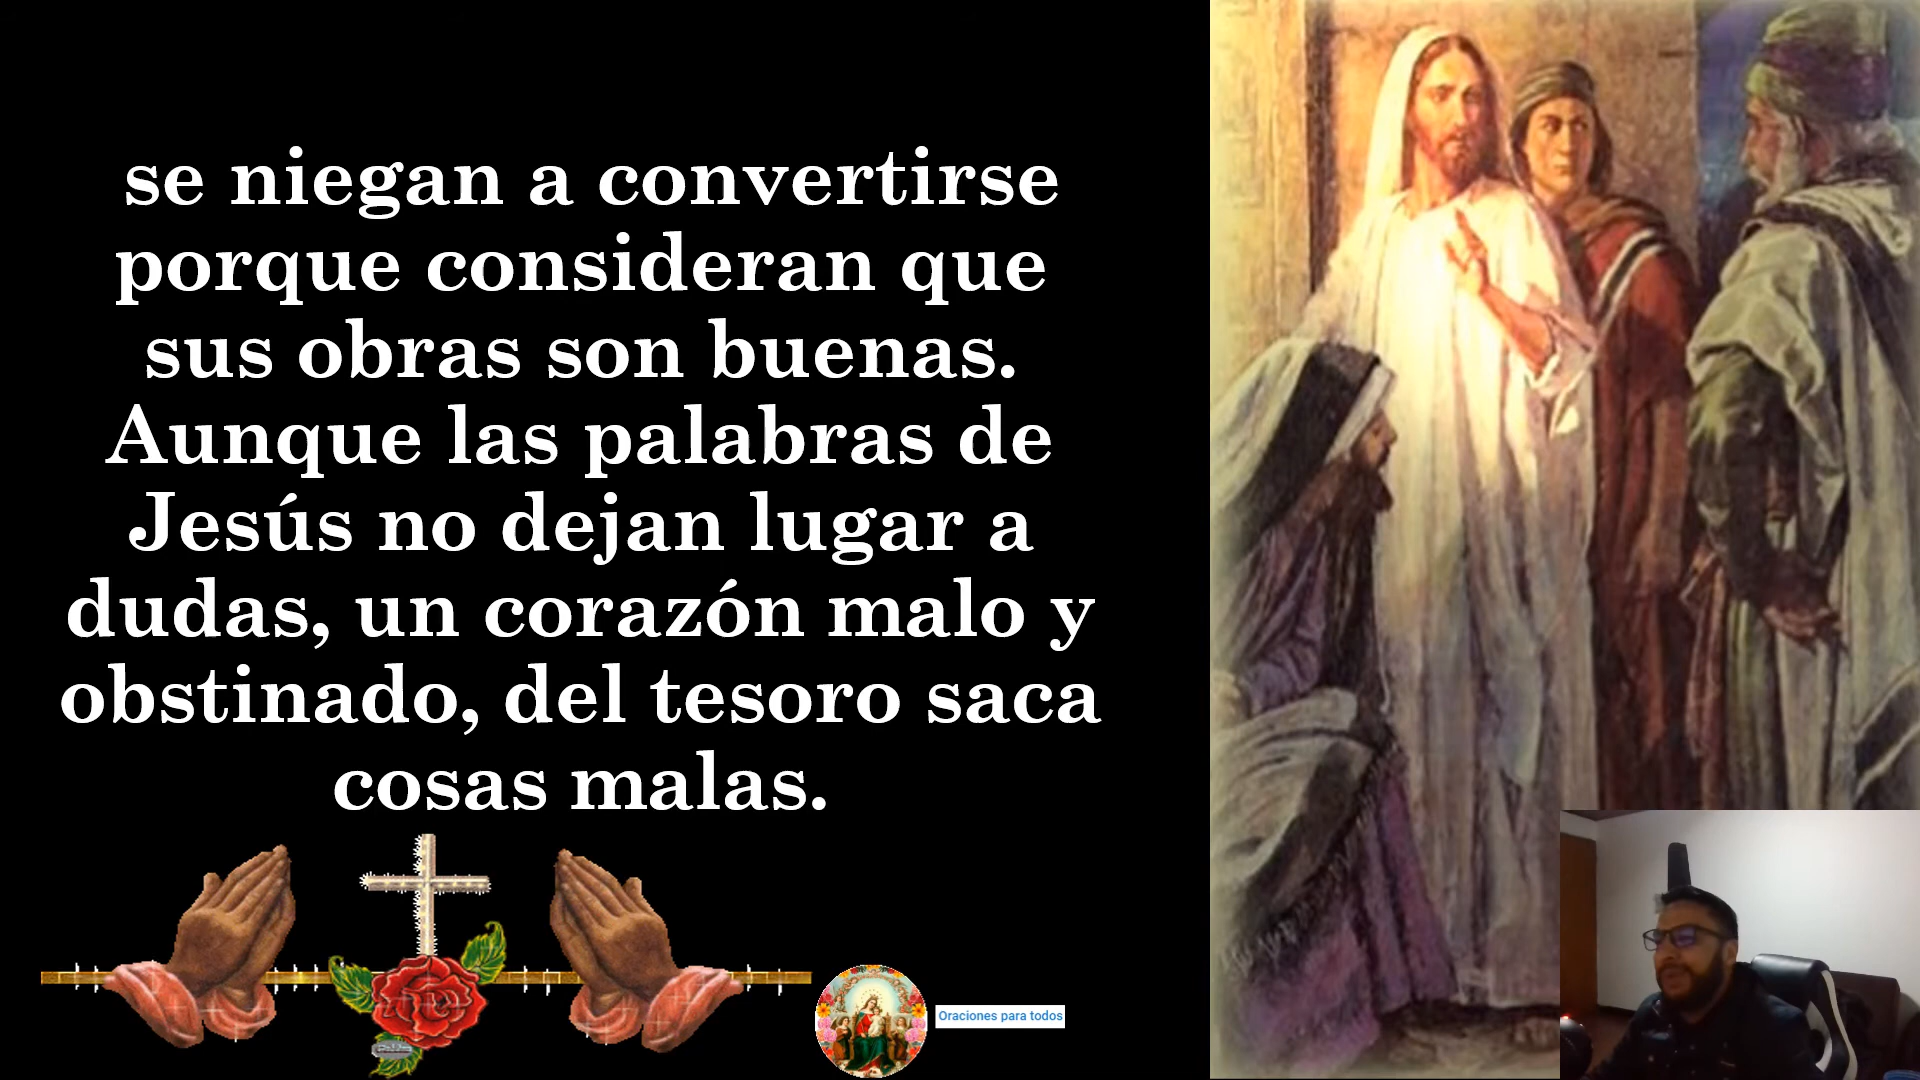 se niegan a convertirse
porque consideran que
sus obras son buenas.
Aunque las palabras de
Jesús no dejan lugar a
dudas, un corazón malo y
obstinado, del tesoro saca
cosas malas.
Oraciones para todos